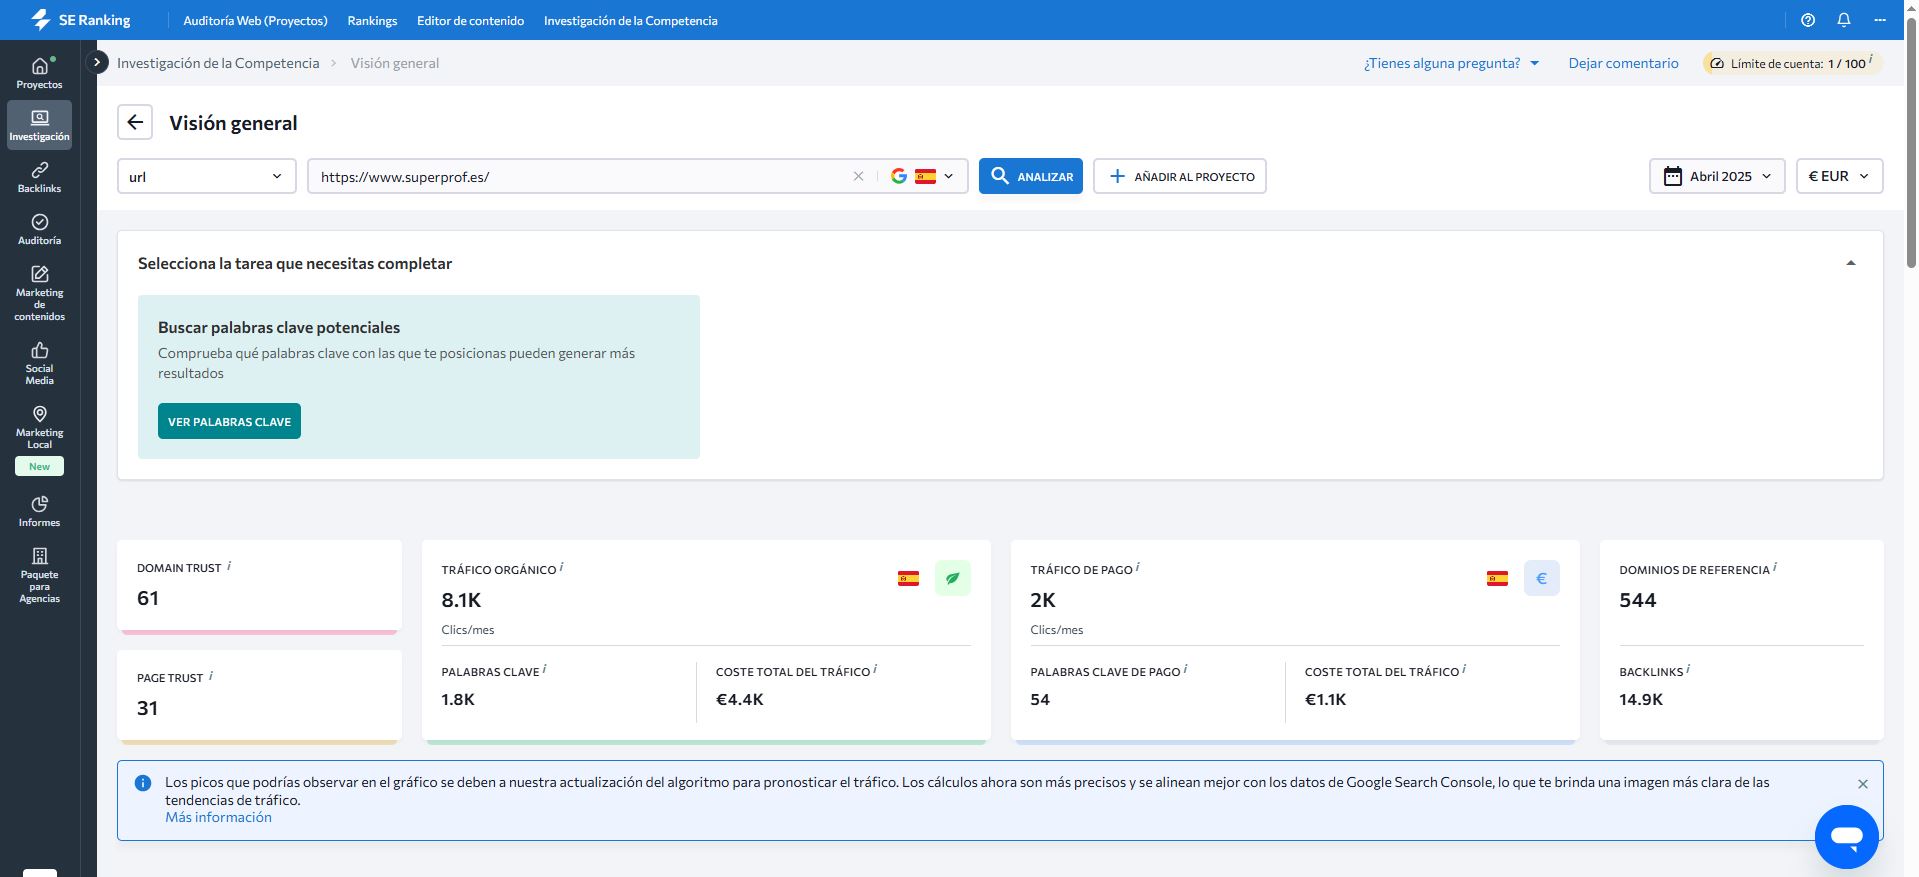 SE Ranking
Auditoría Web (Proyectos)
Rankings
Editor de contenido
Investigación de la Competencia
Proyectos
Investigación
Backlinks
Auditoría
Marketing
de
contenidos
Social
Media
Marketing
Local
New
Informes
Paquete
para
Agencias
Investigación de la Competencia > Visión general
¿Tienes alguna pregunta?
Dejar comentario
Límite de cuenta: 1 / 100 i
Visión general
url
https://www.superprof.es/
ANALIZAR
AÑADIR AL PROYECTO
Abril 2025
€ EUR
Selecciona la tarea que necesitas completar
Buscar palabras clave potenciales
Comprueba qué palabras clave con las que te posicionas pueden generar más
resultados
VER PALABRAS CLAVE
DOMAIN TRUST i
61
PAGE TRUST i
31
TRÁFICO ORGÁNICO i
8.1K
Clics/mes
PALABRAS CLAVE i
1.8K
COSTE TOTAL DEL TRÁFICO i
€4.4K
TRÁFICO DE PAGO i
€
2K
Clics/mes
PALABRAS CLAVE DE PAGO i
54
COSTE TOTAL DEL TRÁFICO i
€1.1K
DOMINIOS DE REFERENCIA i
544
BACKLINKS i
14.9K
Los picos que podrías observar en el gráfico se deben a nuestra actualización del algoritmo para pronosticar el tráfico. Los cálculos ahora son más precisos y se alinean mejor con los datos de Google Search Console, lo que te brinda una imagen más clara de las
tendencias de tráfico.
Más información